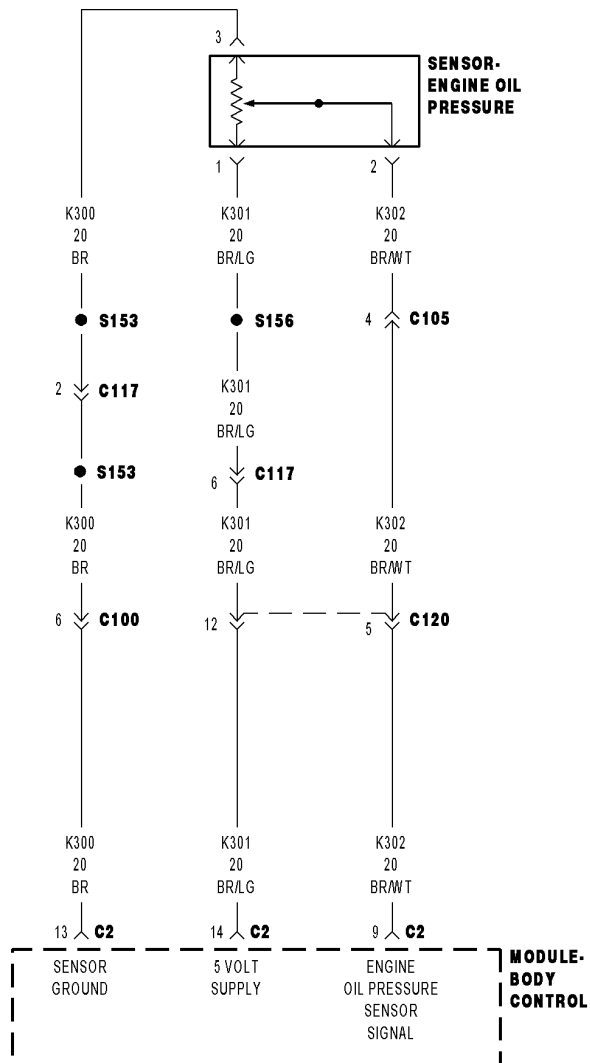 3
SENSOR-
ENGINE OIL
PRESSURE
1
2
K300
20
BR
K301
20
BR/LG
K302
20
BR/WT
S153
S156
4
C105
2
C117
K301
20
BR/LG
S153
6
C117
K300
20
BR
K301
20
BR/LG
K302
20
BR/WT
6
C100
12
5
C120
K300
20
BR
K301
20
BR/LG
K302
20
BR/WT
13
C2
14
C2
9
C2
SENSOR
GROUND
5 VOLT
SUPPLY
ENGINE
OIL PRESSURE
SENSOR
SIGNAL
MODULE-
BODY
CONTROL